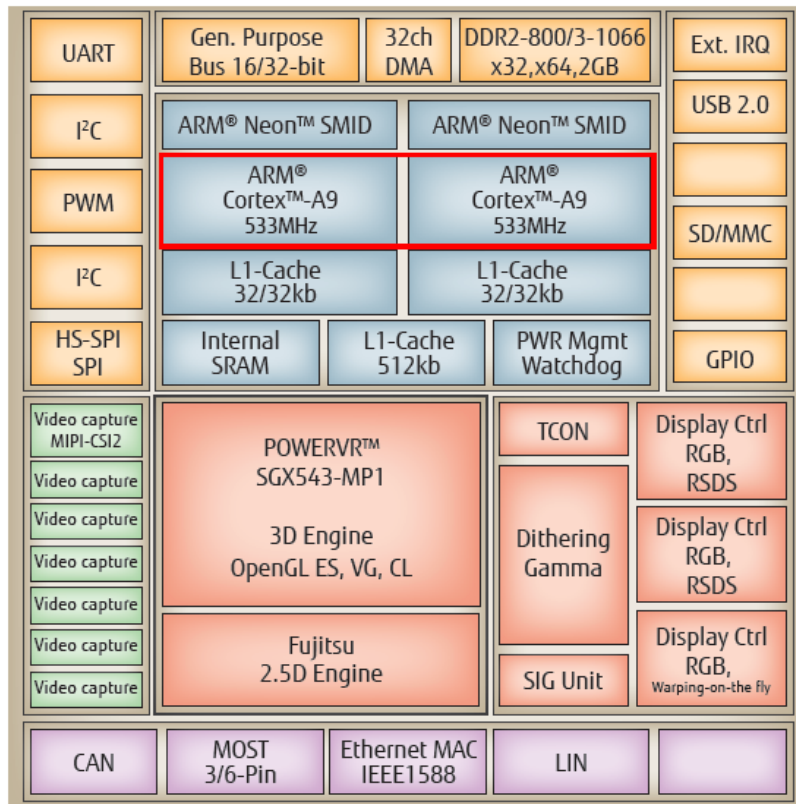 UART
Gen. Purpose
Bus 16/32-bit
32ch
DMA
DDR2-800/3-1066
x32,x64,2GB
Ext. IRQ
I²C
ARM® Neon™ SMID
ARM® Neon™ SMID
USB 2.0
PWM
ARM®
Cortex™-A9
533MHz
ARM®
Cortex™-A9
533MHz
SD/MMC
I²C
L1-Cache
32/32kb
L1-Cache
32/32kb
HS-SPI
SPI
Internal
SRAM
L1-Cache
512kb
PWR Mgmt
Watchdog
GPIO
Video capture
MIPI-CSI2
Video capture
Video capture
Video capture
Video capture
Video capture
Video capture
POWERVR™
SGX543-MP1
3D Engine
OpenGL ES, VG, CL
Fujitsu
2.5D Engine
TCON
Dithering
Gamma
SIG Unit
Display Ctrl
RGB,
RSDS
Display Ctrl
RGB,
RSDS
Display Ctrl
RGB,
Warping-on-the fly
CAN
MOST
3/6-Pin
Ethernet MAC
IEEE1588
LIN